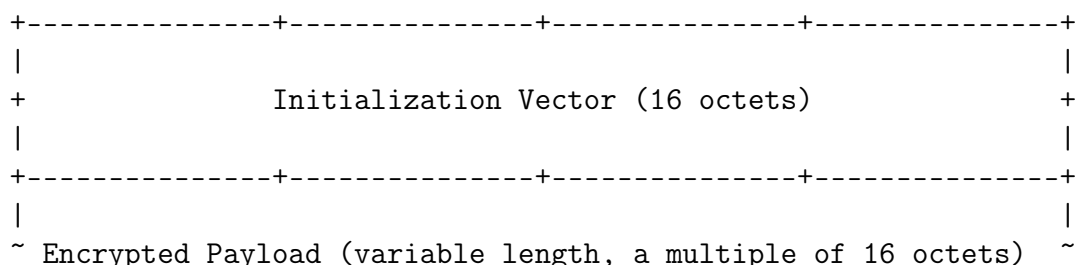 +---------------+---------------+---------------+---------------+
|                                                               |
+               Initialization Vector (16 octets)               +
|                                                               |
+---------------+---------------+---------------+---------------+
|                                                               |
~ Encrypted Payload (variable length, a multiple of 16 octets)  ~